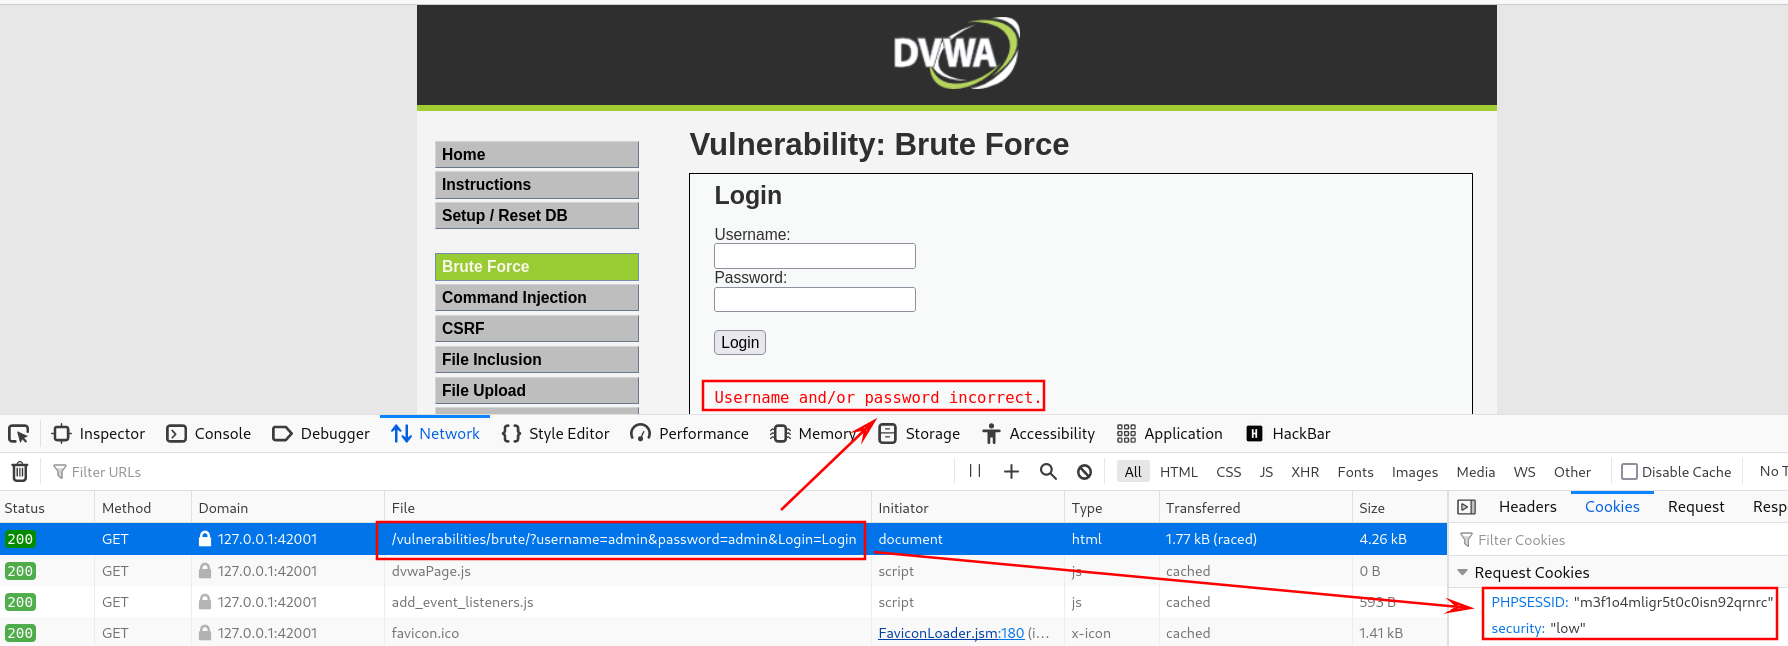 DVWA
Vulnerability: Brute Force
Home
Instructions
Setup / Reset DB
Brute Force
Command Injection
CSRF
File Inclusion
File Upload
Login
Username:
Password:
Login
Username and/or password incorrect.
Inspector Console Debugger Network Style Editor Performance Memory Storage Accessibility Application HackBar
Filter URLs All HTML CSS JS XHR Fonts Images Media WS Other Disable Cache No T
Status Method Domain File Initiator Type Transferred Size
200 GET 127.0.0.1:42001 /vulnerabilities/brute/?username=admin&password=admin&Login=Login document html 1.77 kB (raced) 4.26 kB
200 GET 127.0.0.1:42001 dvwaPage.js script js cached 0 B
200 GET 127.0.0.1:42001 add_event_listeners.js script js cached 593 B
200 GET 127.0.0.1:42001 favicon.ico FaviconLoader.jsm:180 (i… x-icon cached 1.41 kB
Headers Cookies Request Resp
Filter Cookies
Request Cookies
PHPSESSID: "m3f1o4mligr5t0c0isn92qrnrc"
security: "low"